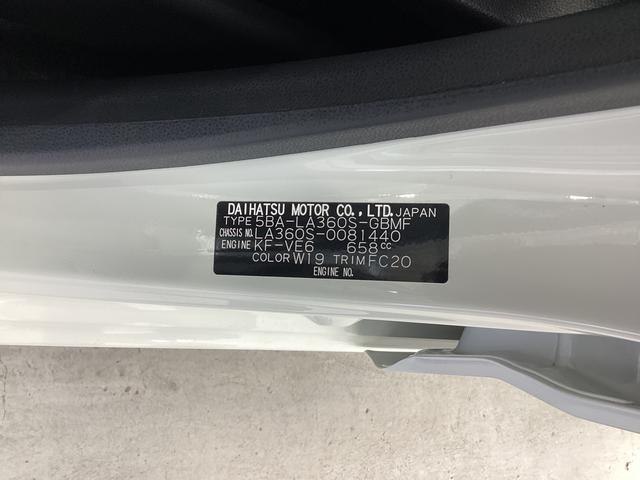 DAIHATSU MOTOR CO.,LTD. JAPAN
TYPE 5BA-LA360S-GBMF
CHASSIS NO. LA360S-0081440
ENGINE KF-VE6 658cc
COLOR W19 TRIM FC20
ENGINE NO.